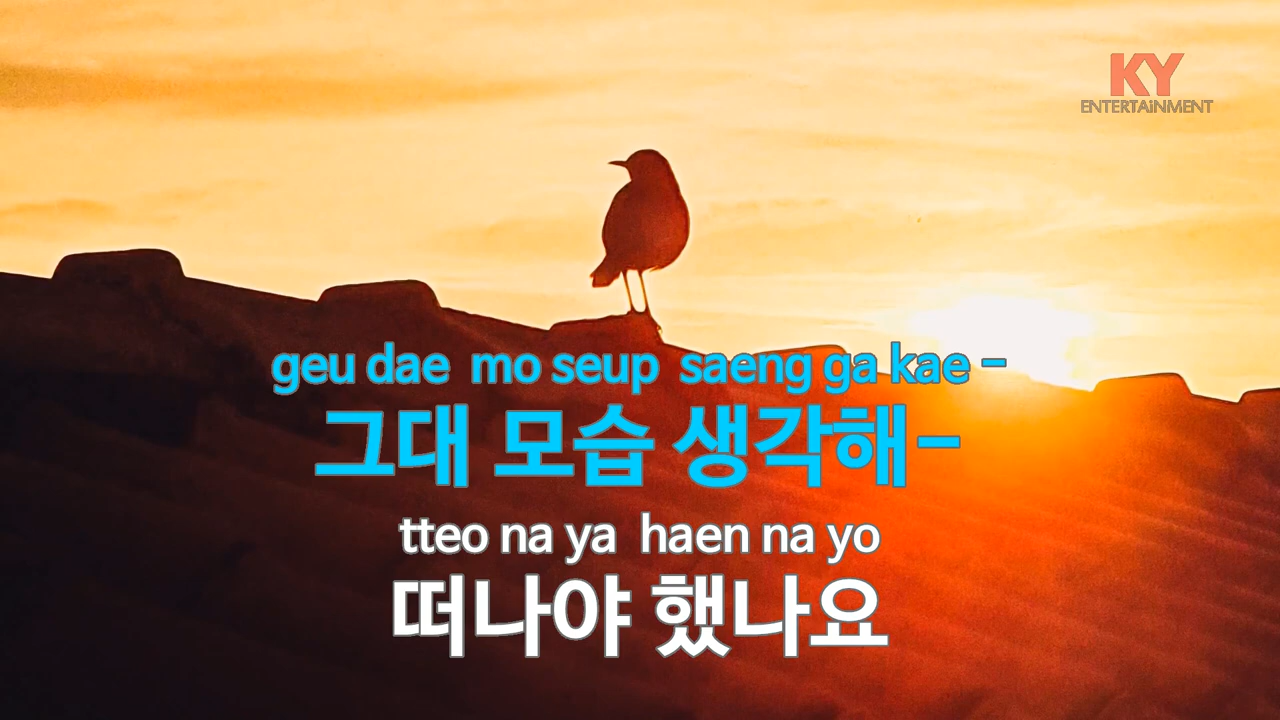 KY
ENTERTAiNMENT
geu dae mo seup saeng ga kae -
그대 모습 생각해-
tteo na ya haen na yo
떠나야 했나요